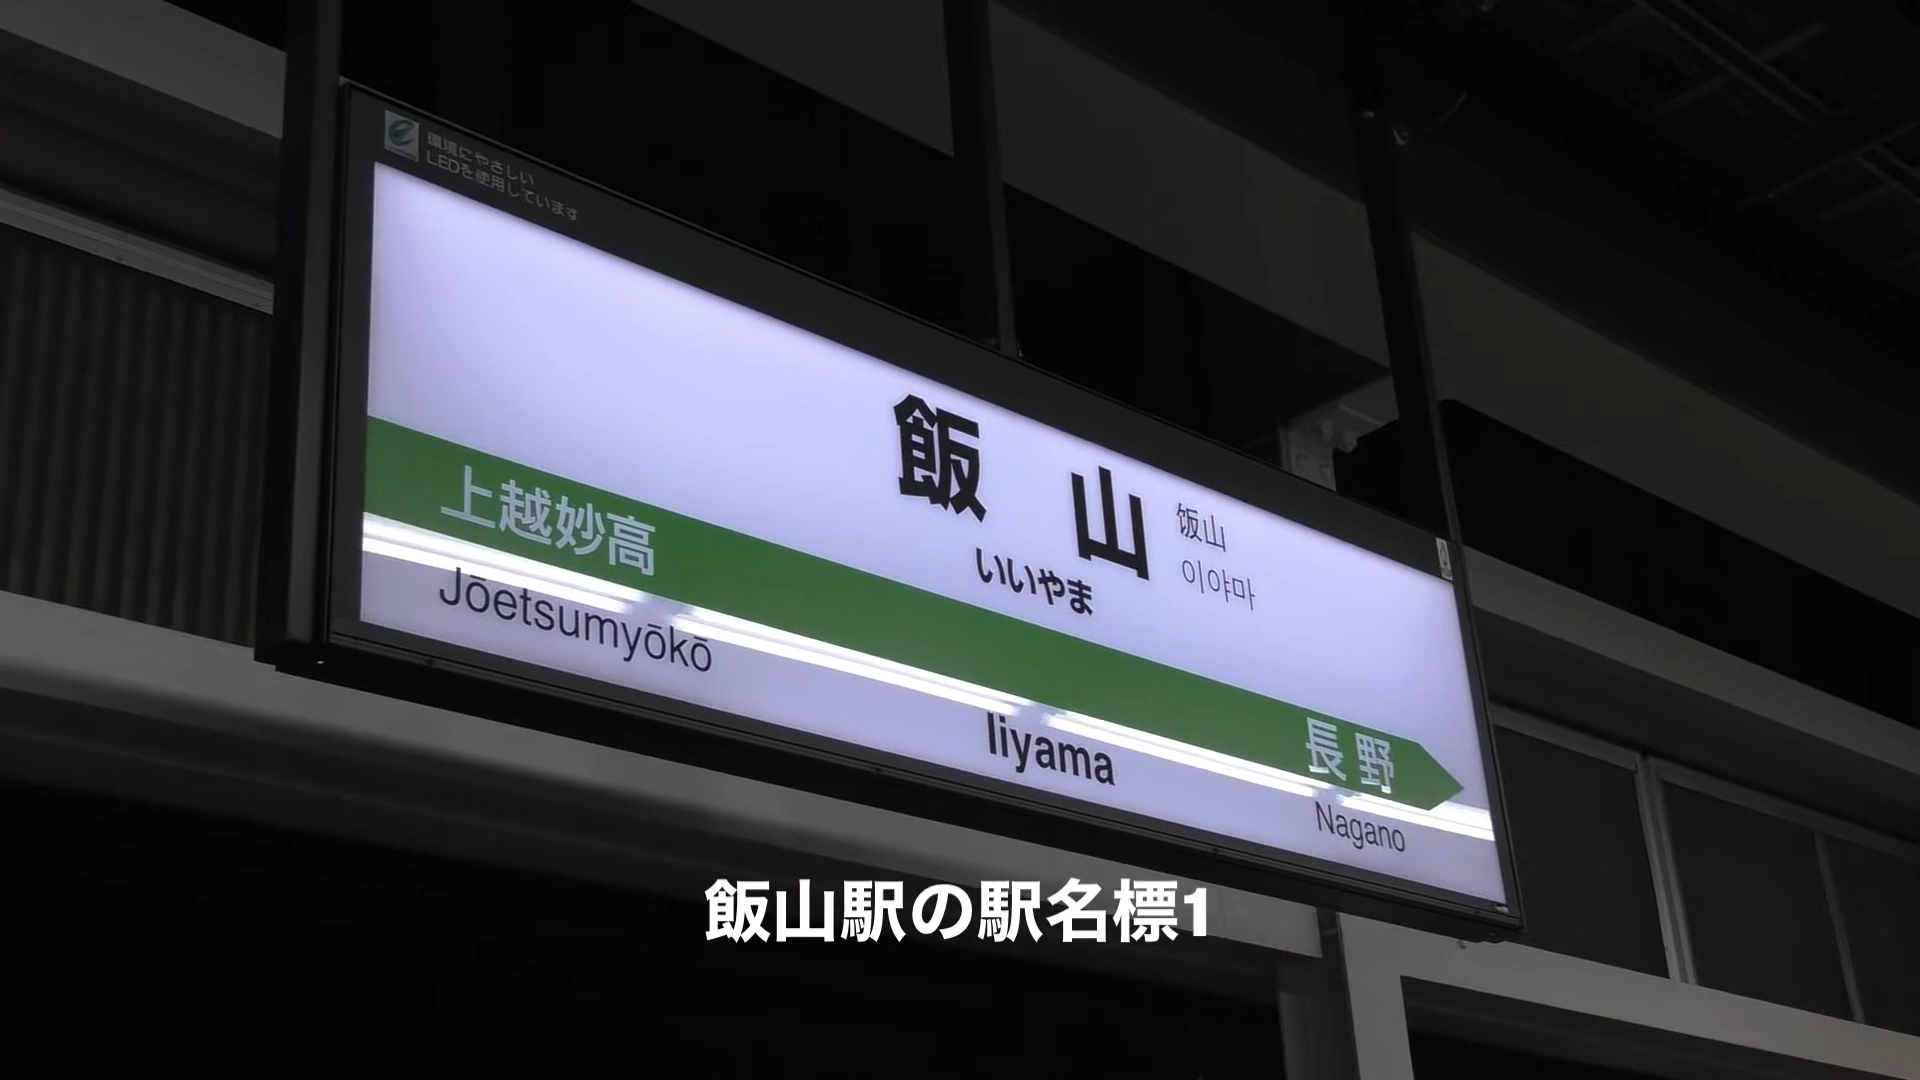 環境にやさしい
LEDを使用しています
飯山
饭山
이야마
いいやま
上越妙高
Jōetsumyōkō
Iiyama
長野
Nagano
飯山駅の駅名標1